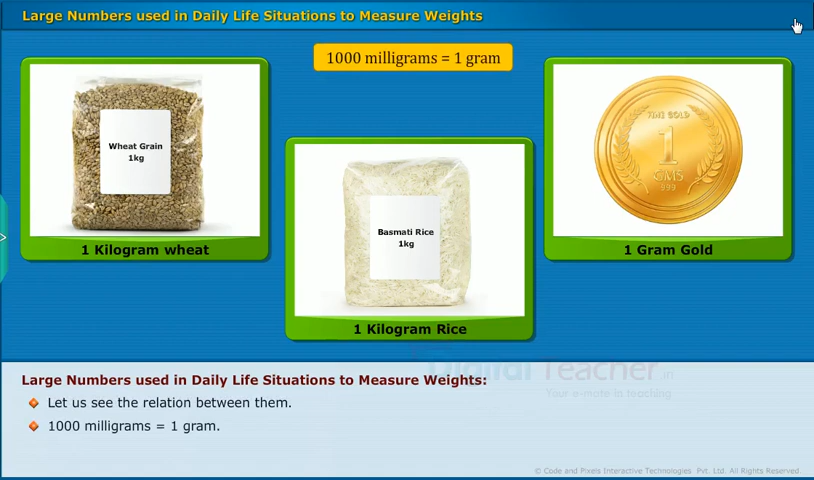 Large Numbers used in Daily Life Situations to Measure Weights
1000 milligrams = 1 gram
Wheat Grain
1kg
1 Kilogram wheat
Basmati Rice
1kg
1 Kilogram Rice
FINE GOLD
1
GMS
999
1 Gram Gold
Large Numbers used in Daily Life Situations to Measure Weights:
Let us see the relation between them.
1000 milligrams = 1 gram.
Digital Teacher.in
Your e-mate to teaching
© Code and Pixels Interactive Technologies Pvt. Ltd. All Rights Reserved.